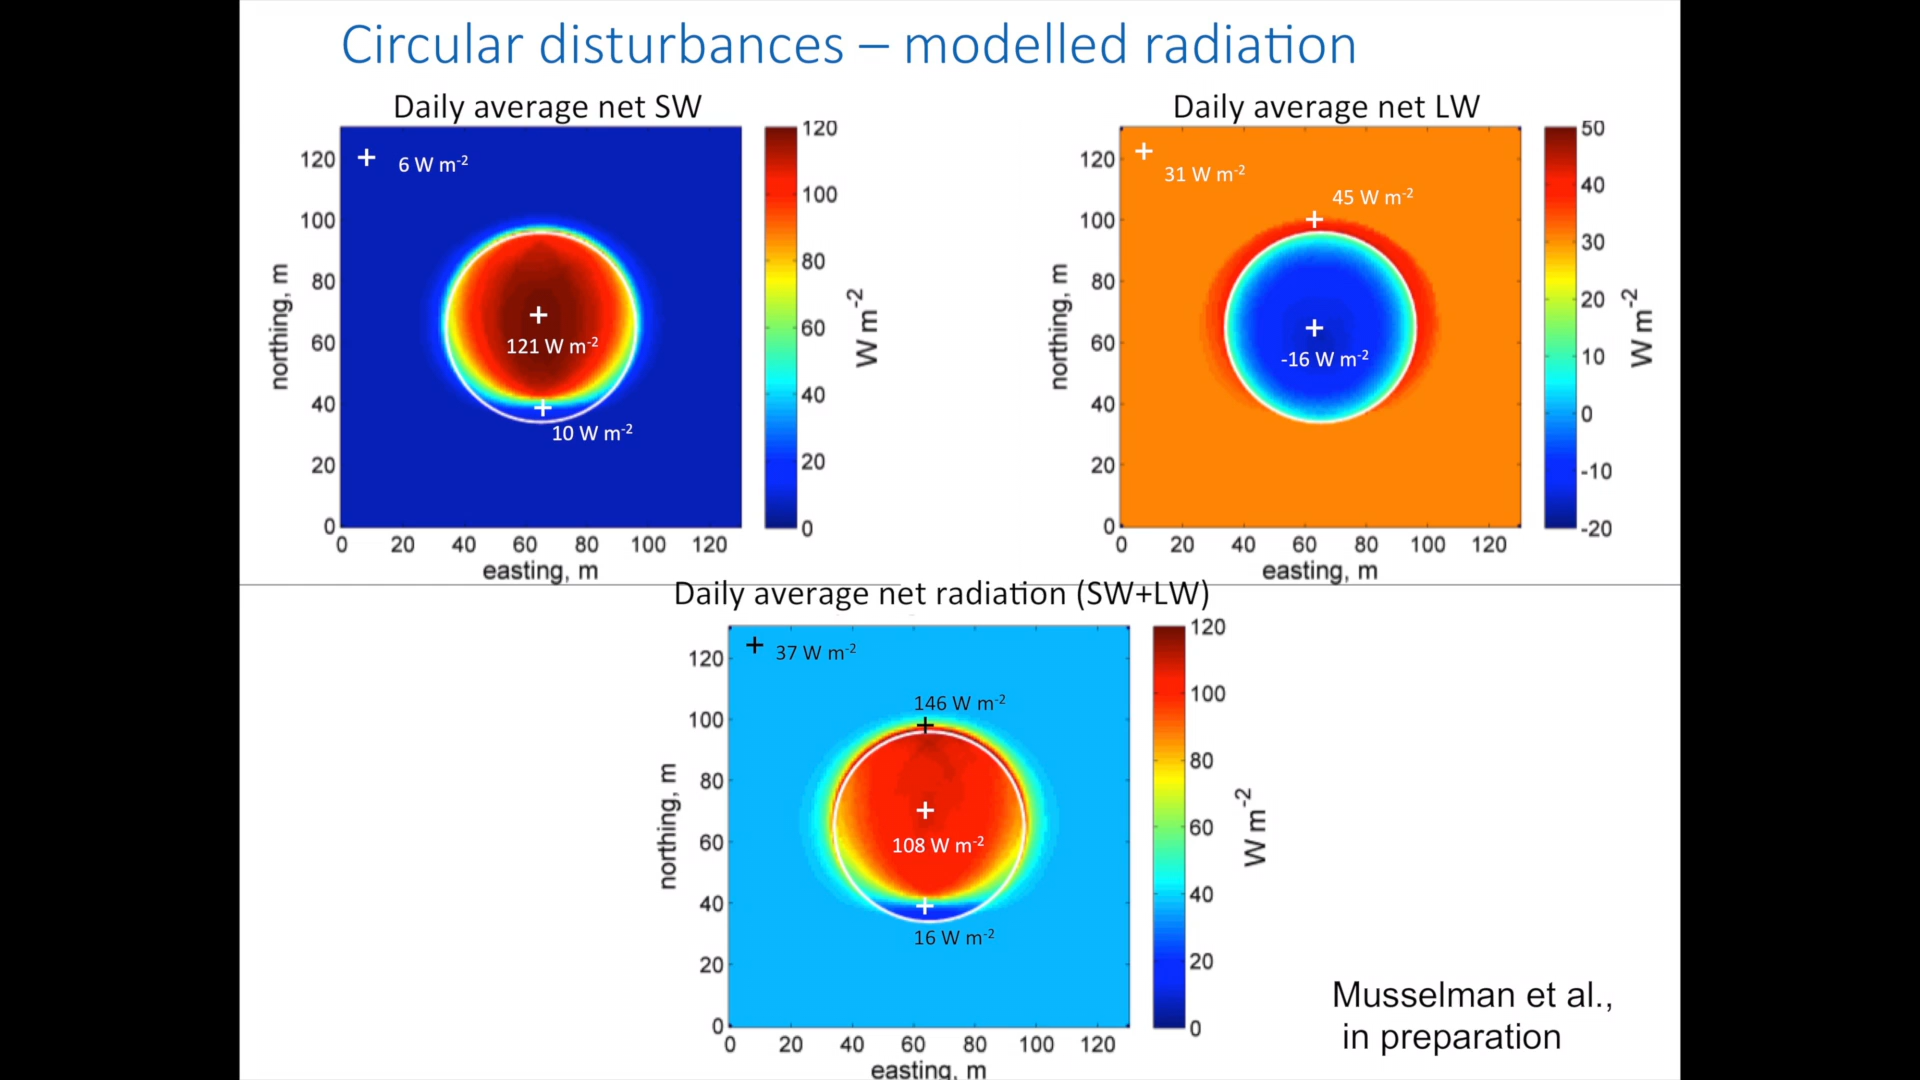 Circular disturbances – modelled radiation
Daily average net SW
120
100
80
60
40
20
0
northing, m
+ 6 W m-2
+
121 W m-2
+
10 W m-2
0 20 40 60 80 100 120
easting, m
120
100
80
60
40
20
0
W m-2
Daily average net LW
120
100
80
60
40
20
0
northing, m
+
31 W m-2
45 W m-2
+
+
-16 W m-2
0 20 40 60 80 100 120
easting, m
50
40
30
20
10
0
-10
-20
W m-2
Daily average net radiation (SW+LW)
120
100
80
60
40
20
0
northing, m
+ 37 W m-2
146 W m-2
+
+
108 W m-2
+
16 W m-2
0 20 40 60 80 100 120
easting, m
120
100
80
60
40
20
0
W m-2
Musselman et al.,
in preparation